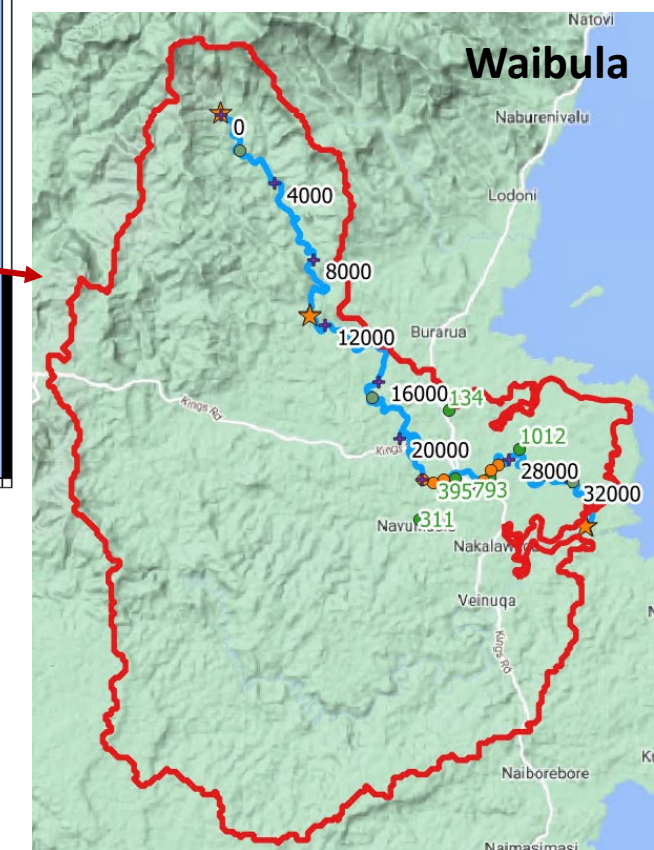 Natovi
Waibula
Naburenivalu
0
4000
Lodoni
8000
Burarua
12000
16000
134
Kings Rd
Kings
20000
1012
28000
395793
32000
311
Veinuqa
Kings Rd
Naiborebore
Naimasimasi